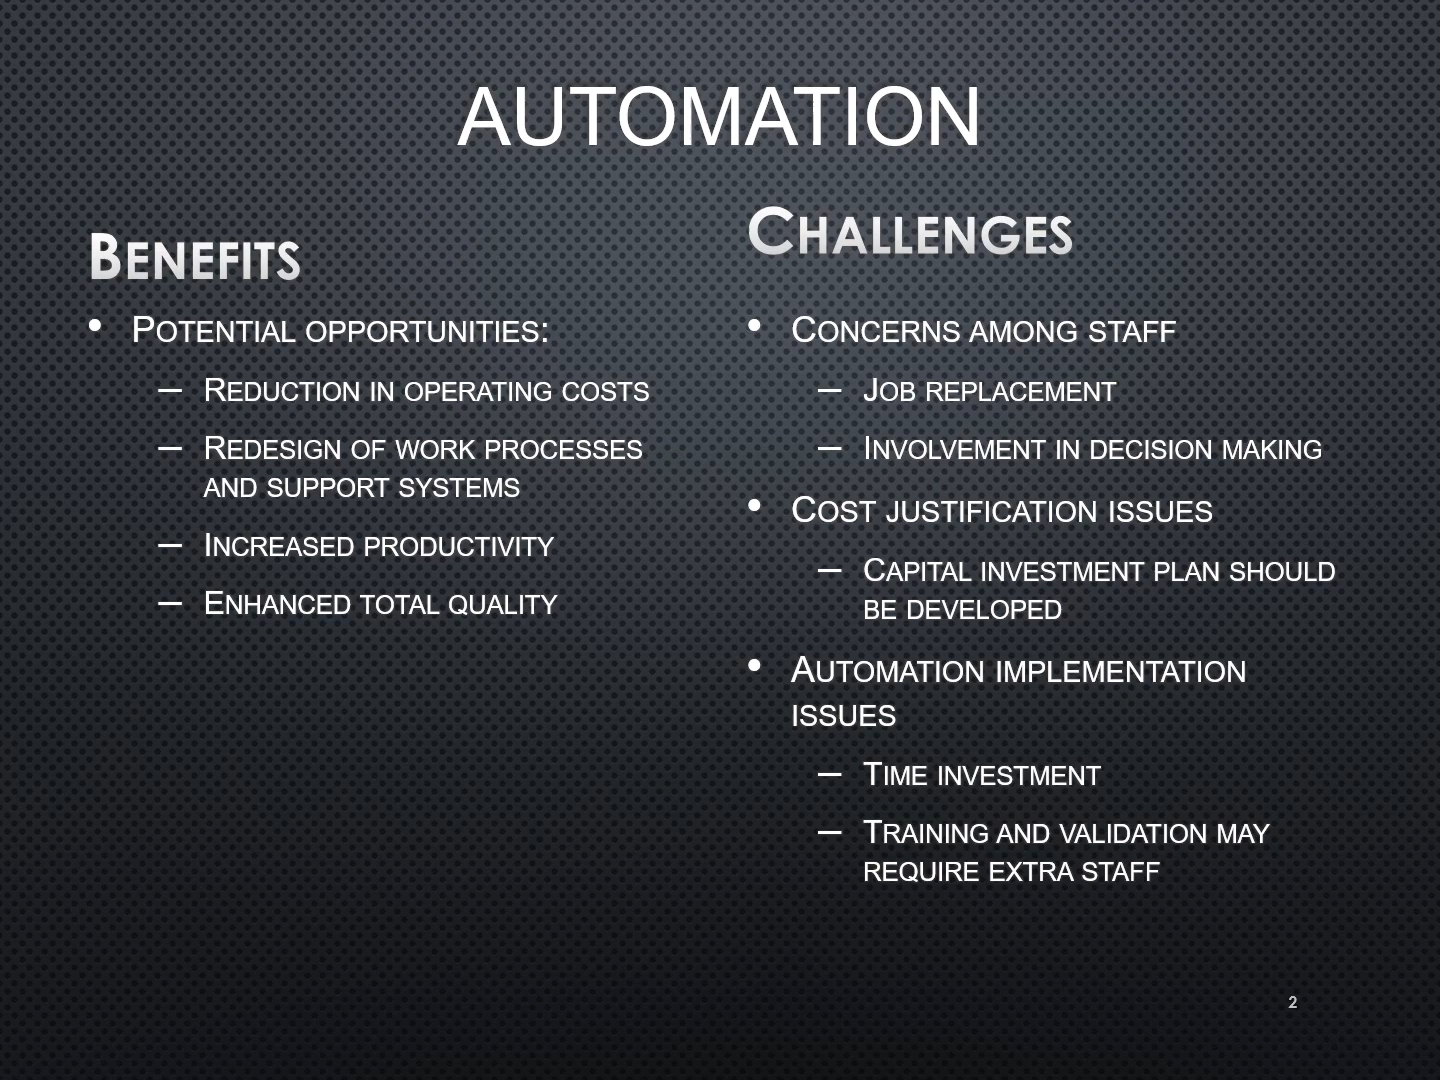 AUTOMATION
BENEFITS
• POTENTIAL OPPORTUNITIES:
– REDUCTION IN OPERATING COSTS
– REDESIGN OF WORK PROCESSES
AND SUPPORT SYSTEMS
– INCREASED PRODUCTIVITY
– ENHANCED TOTAL QUALITY
CHALLENGES
• CONCERNS AMONG STAFF
– JOB REPLACEMENT
– INVOLVEMENT IN DECISION MAKING
• COST JUSTIFICATION ISSUES
– CAPITAL INVESTMENT PLAN SHOULD
BE DEVELOPED
• AUTOMATION IMPLEMENTATION
ISSUES
– TIME INVESTMENT
– TRAINING AND VALIDATION MAY
REQUIRE EXTRA STAFF
2